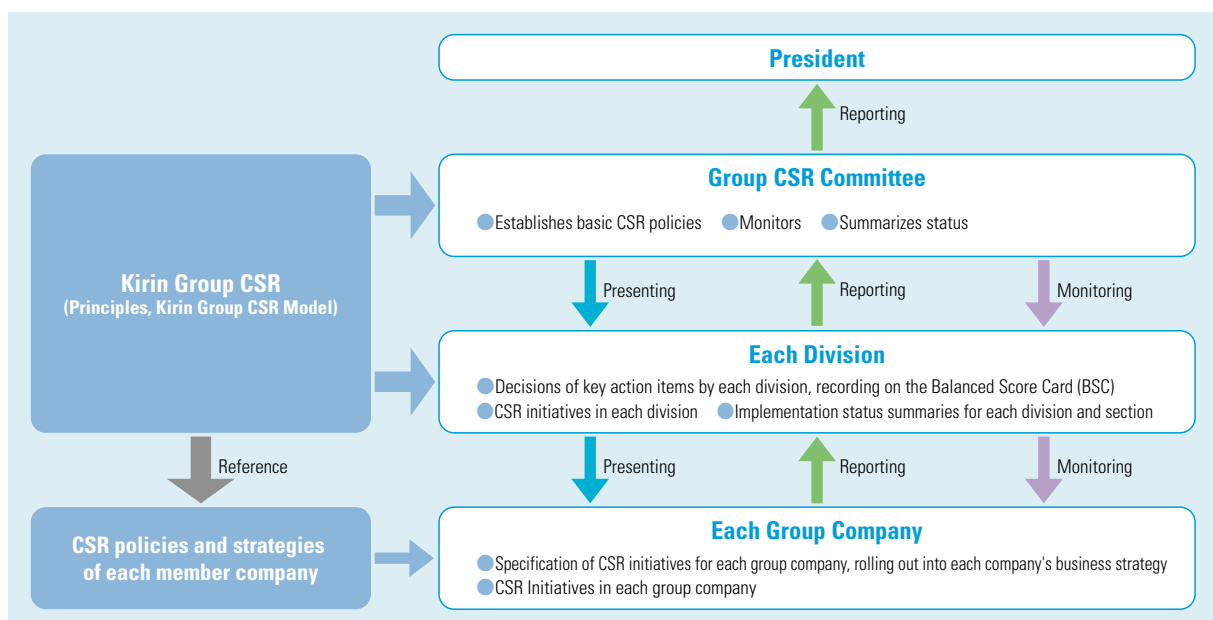 President
Reporting
Group CSR Committee
●Establishes basic CSR policies ●Monitors ●Summarizes status
Kirin Group CSR
(Principles, Kirin Group CSR Model)
Presenting
Reporting
Monitoring
Each Division
●Decisions of key action items by each division, recording on the Balanced Score Card (BSC)
●CSR initiatives in each division ●Implementation status summaries for each division and section
Reference
Presenting
Reporting
Monitoring
CSR policies and strategies
of each member company
Each Group Company
●Specification of CSR initiatives for each group company, rolling out into each company's business strategy
●CSR Initiatives in each group company